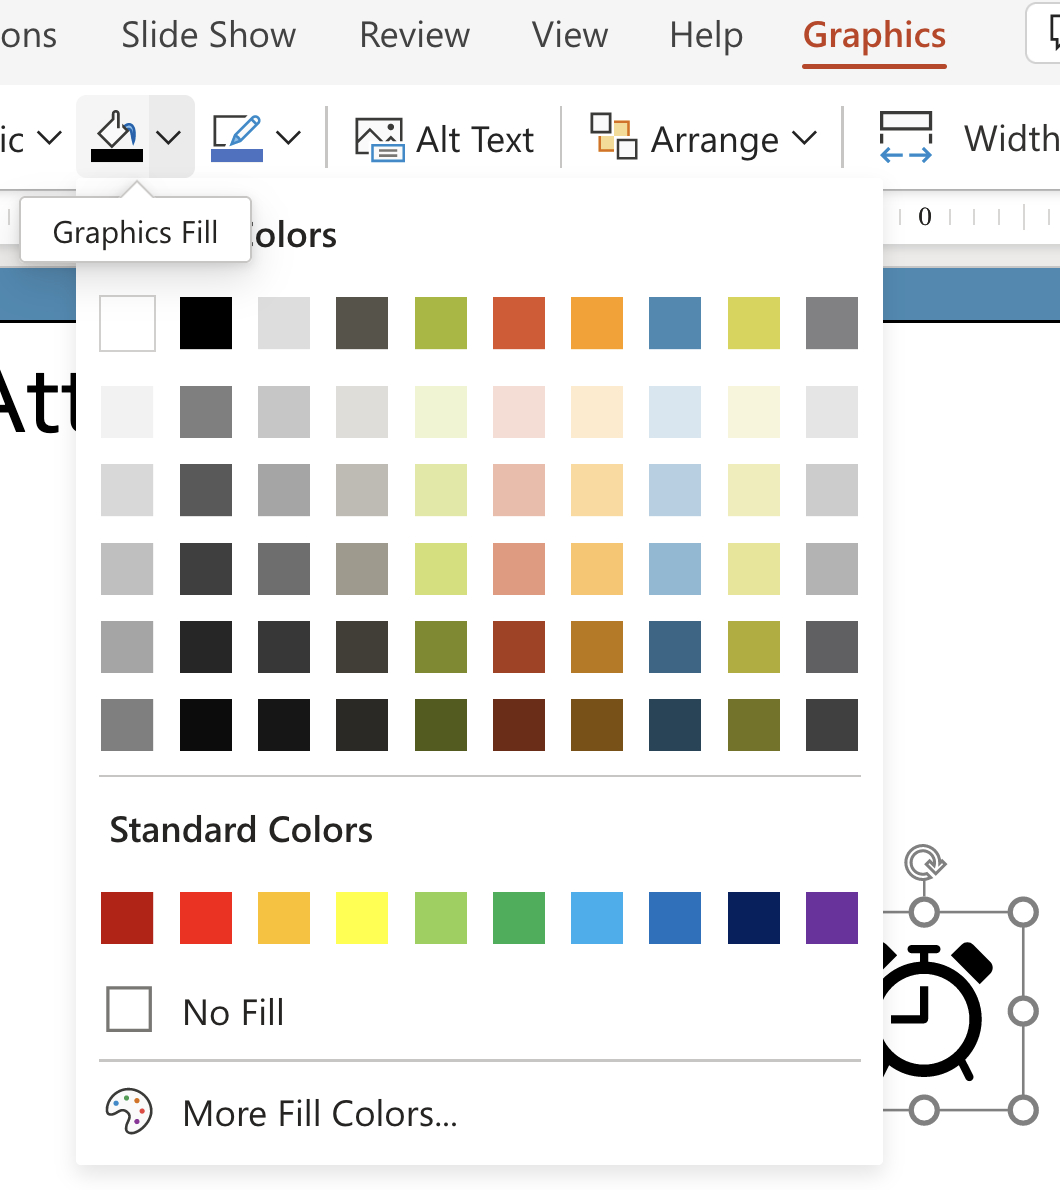 ons Slide Show Review View Help Graphics
ic Alt Text Arrange Width
Graphics Fill olors
0
Att
Standard Colors
No Fill
More Fill Colors...